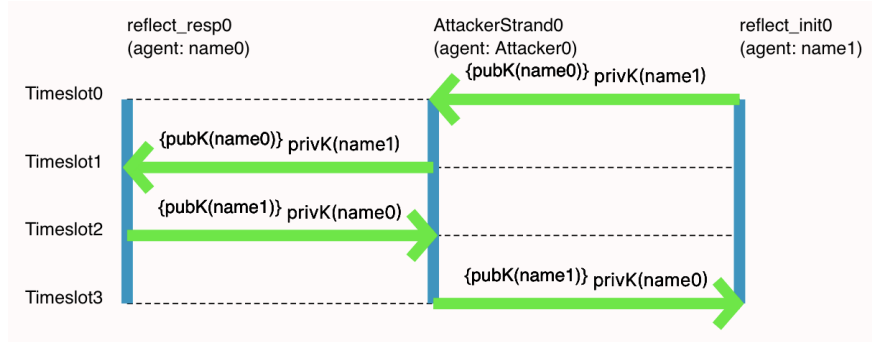 reflect_resp0 AttackerStrand0 reflect_init0
(agent: name0) (agent: Attacker0) (agent: name1)
{pubK(name0)} privK(name1)
Timeslot0
{pubK(name0)} privK(name1)
Timeslot1
{pubK(name1)} privK(name0)
Timeslot2
{pubK(name1)} privK(name0)
Timeslot3